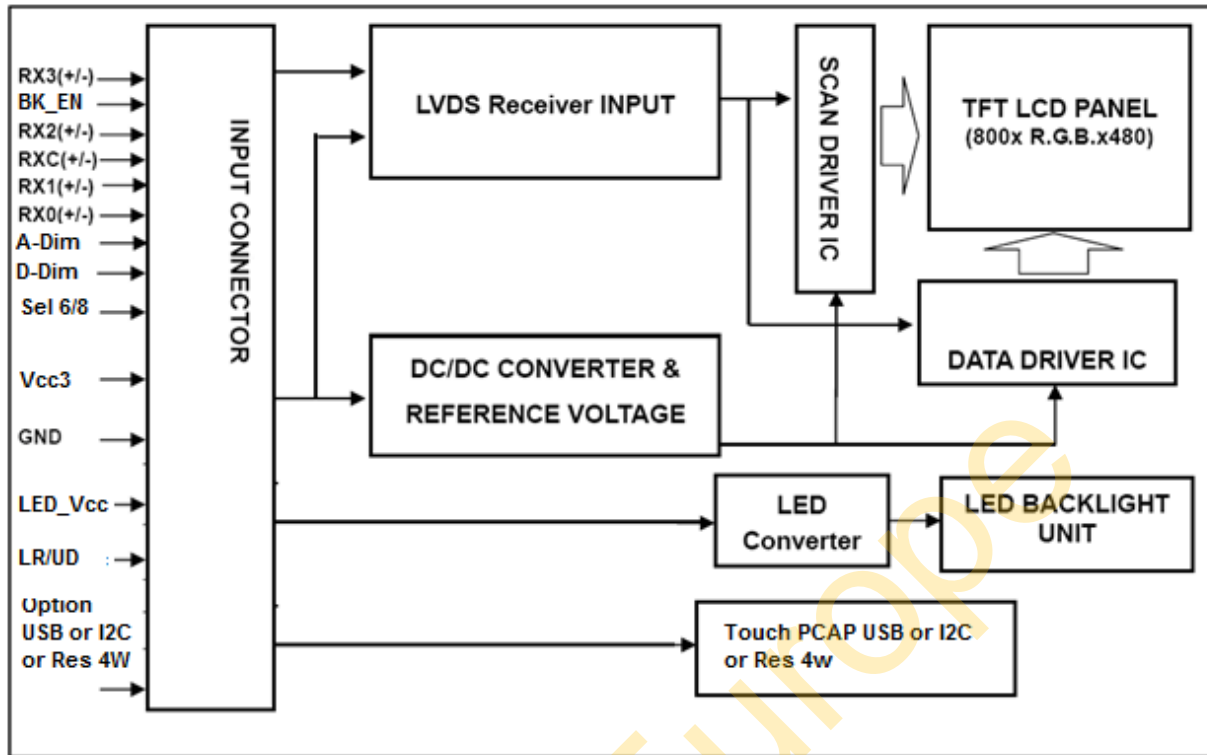 RX3(+/-)
BK_EN
RX2(+/-)
RXC(+/-)
RX1(+/-)
RX0(+/-)
A-Dim
D-Dim
Sel 6/8
Vcc3
GND
LED_Vcc
LR/UD :
Option
USB or I2C
or Res 4W
INPUT CONNECTOR
LVDS Receiver INPUT
SCAN DRIVER IC
TFT LCD PANEL
(800x R.G.B.x480)
DC/DC CONVERTER &
REFERENCE VOLTAGE
DATA DRIVER IC
LED
Converter
LED BACKLIGHT
UNIT
Touch PCAP USB or I2C
or Res 4w
Europe